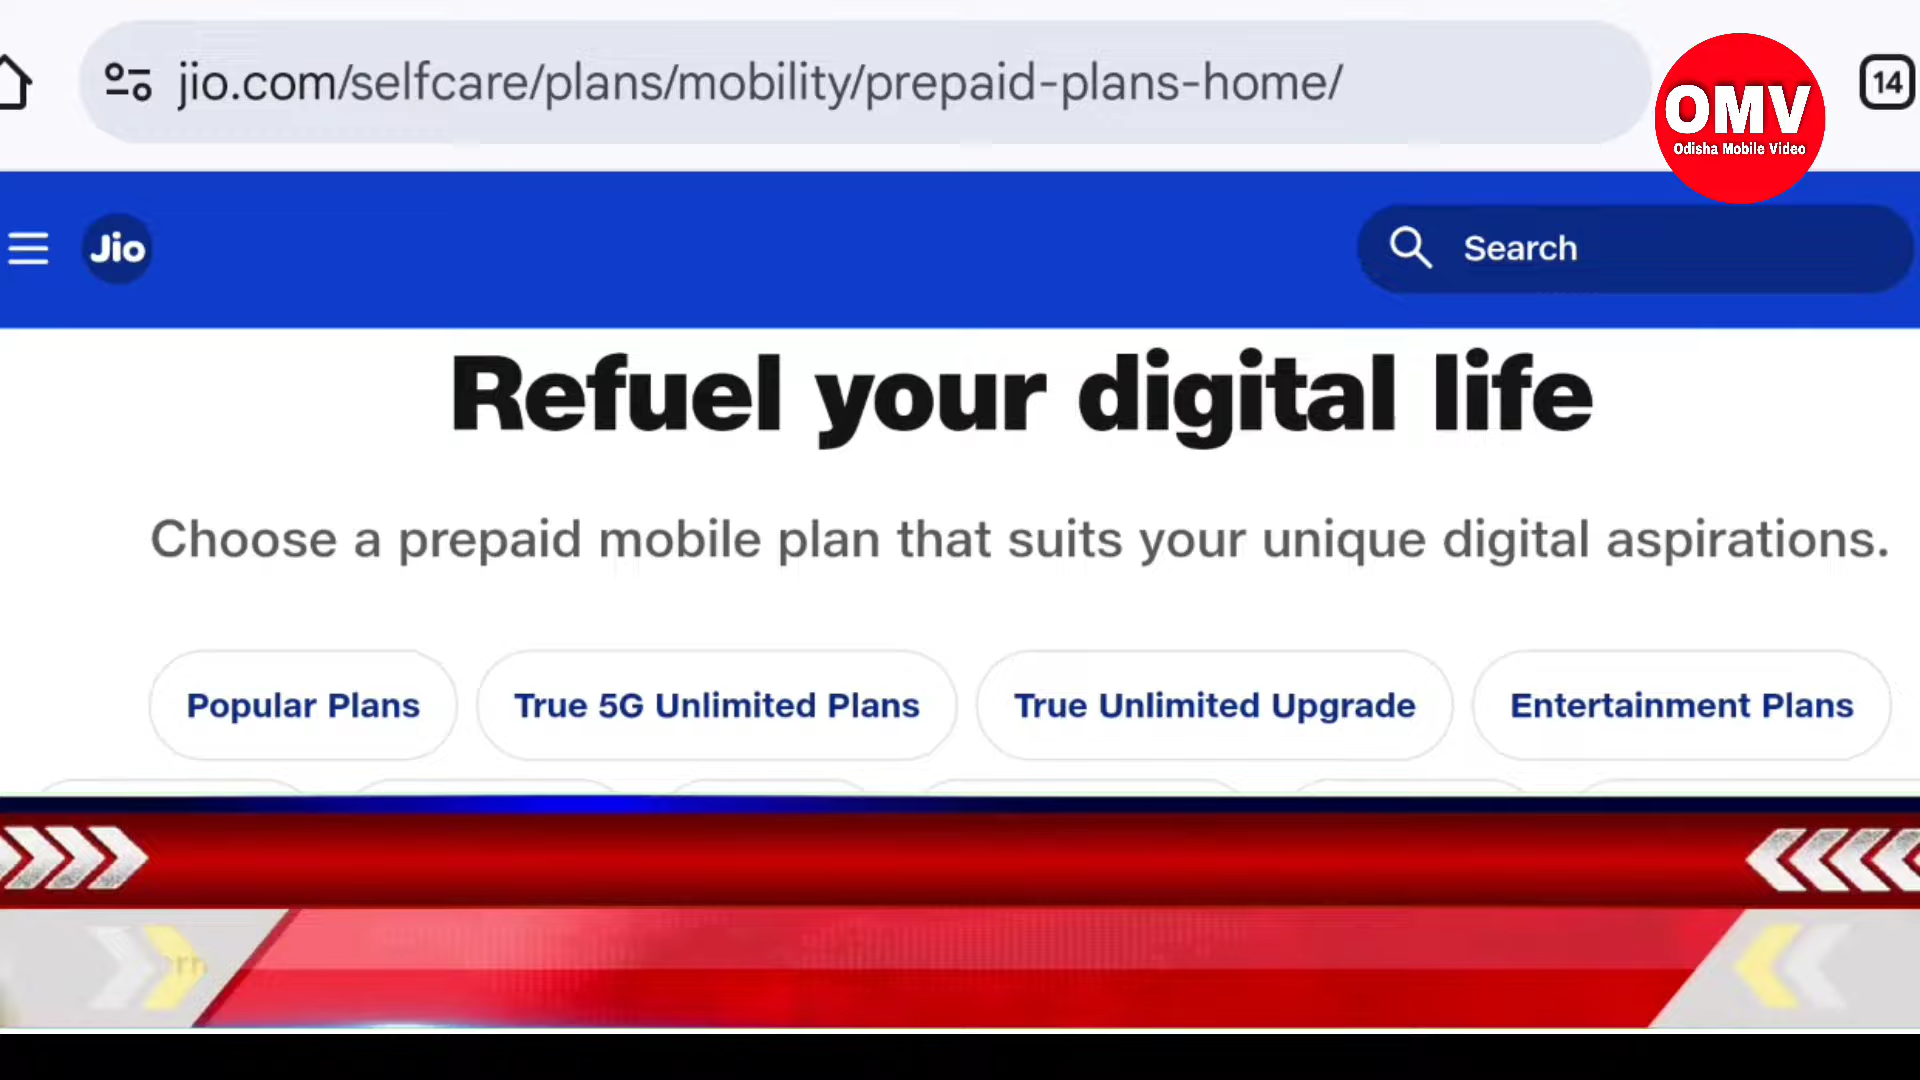 jio.com/selfcare/plans/mobility/prepaid-plans-home/
14
OMV
Odisha Mobile Video
Jio
Search
Refuel your digital life
Choose a prepaid mobile plan that suits your unique digital aspirations.
Popular Plans
True 5G Unlimited Plans
True Unlimited Upgrade
Entertainment Plans